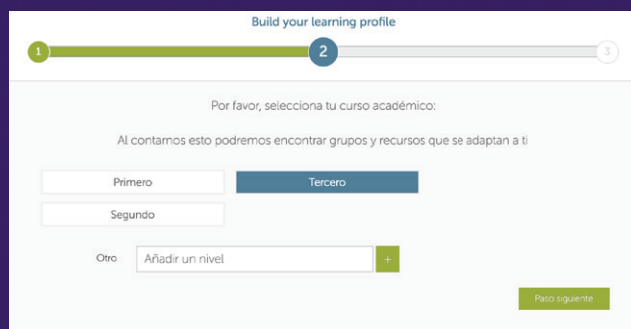 Build your learning profile
1 2 3
Por favor, selecciona tu curso académico:
Al contarnos esto podremos encontrar grupos y recursos que se adaptan a ti
Primero Tercero
Segundo
Otro Añadir un nivel +
Paso siguiente